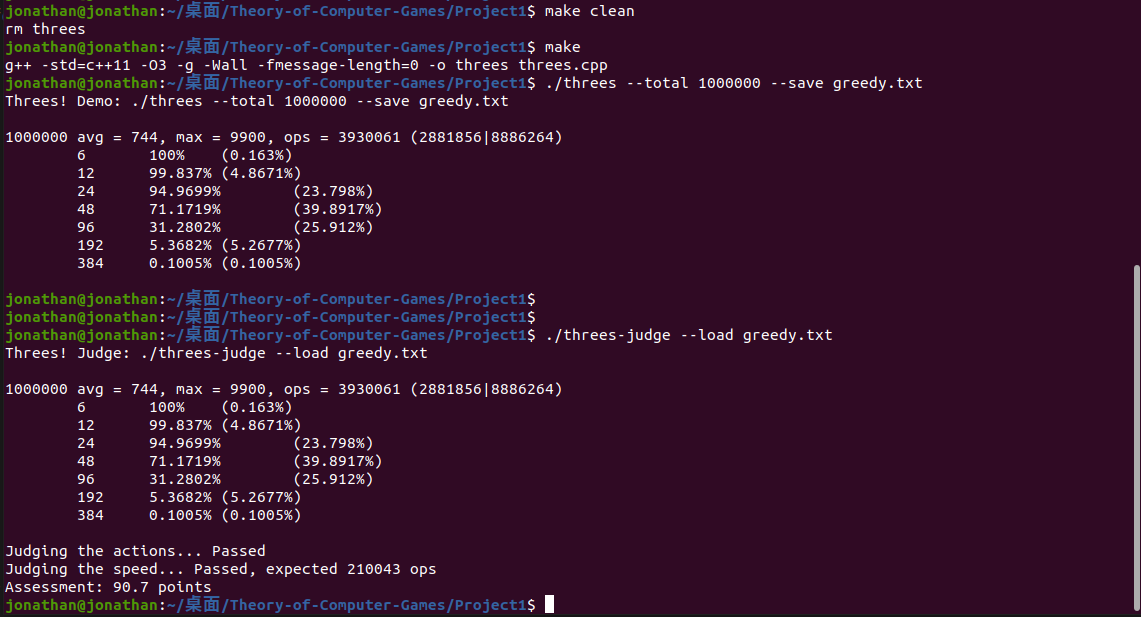 jonathan@jonathan:~/桌面/Theory-of-Computer-Games/Project1$ make clean
rm threes
jonathan@jonathan:~/桌面/Theory-of-Computer-Games/Project1$ make
g++ -std=c++11 -O3 -g -Wall -fmessage-length=0 -o threes threes.cpp
jonathan@jonathan:~/桌面/Theory-of-Computer-Games/Project1$ ./threes --total 1000000 --save greedy.txt
Threes! Demo: ./threes --total 1000000 --save greedy.txt

1000000 avg = 744, max = 9900, ops = 3930061 (2881856|8886264)
        6       100%    (0.163%)
        12      99.837% (4.8671%)
        24      94.9699%        (23.798%)
        48      71.1719%        (39.8917%)
        96      31.2802%        (25.912%)
        192     5.3682% (5.2677%)
        384     0.1005% (0.1005%)

jonathan@jonathan:~/桌面/Theory-of-Computer-Games/Project1$
jonathan@jonathan:~/桌面/Theory-of-Computer-Games/Project1$
jonathan@jonathan:~/桌面/Theory-of-Computer-Games/Project1$ ./threes-judge --load greedy.txt
Threes! Judge: ./threes-judge --load greedy.txt

1000000 avg = 744, max = 9900, ops = 3930061 (2881856|8886264)
        6       100%    (0.163%)
        12      99.837% (4.8671%)
        24      94.9699%        (23.798%)
        48      71.1719%        (39.8917%)
        96      31.2802%        (25.912%)
        192     5.3682% (5.2677%)
        384     0.1005% (0.1005%)

Judging the actions... Passed
Judging the speed... Passed, expected 210043 ops
Assessment: 90.7 points
jonathan@jonathan:~/桌面/Theory-of-Computer-Games/Project1$